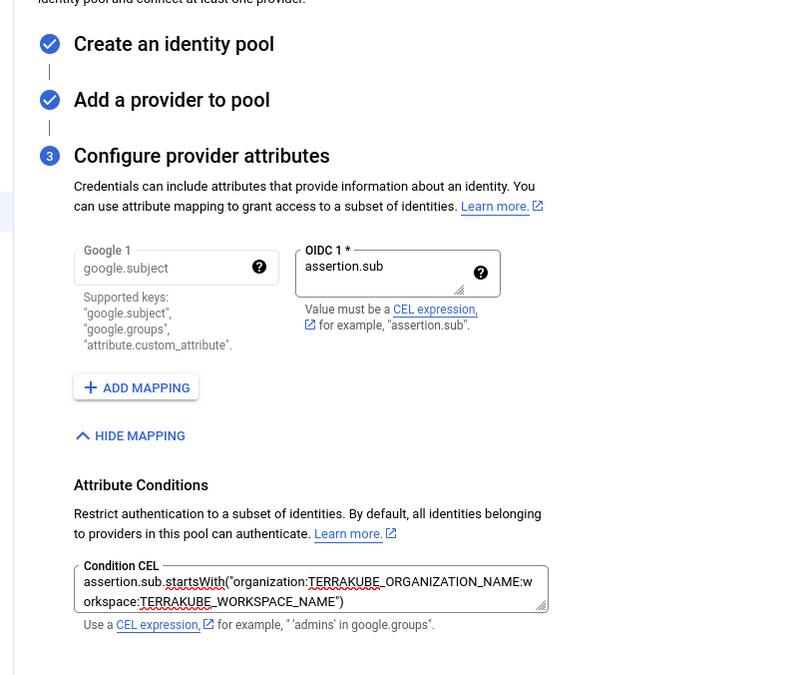 identity pool and connect at least one provider.
Create an identity pool
Add a provider to pool
3
Configure provider attributes
Credentials can include attributes that provide information about an identity. You
can use attribute mapping to grant access to a subset of identities. Learn more.
Google 1
google.subject
?
Supported keys:
"google.subject",
"google.groups",
"attribute.custom_attribute".
OIDC 1 *
assertion.sub
?
Value must be a CEL expression,
for example, "assertion.sub".
+ ADD MAPPING
HIDE MAPPING
Attribute Conditions
Restrict authentication to a subset of identities. By default, all identities belonging
to providers in this pool can authenticate. Learn more.
Condition CEL
assertion.sub.startsWith("organization:TERRAKUBE_ORGANIZATION_NAME:w
orkspace:TERRAKUBE_WORKSPACE_NAME")
Use a CEL expression, for example, " 'admins' in google.groups".